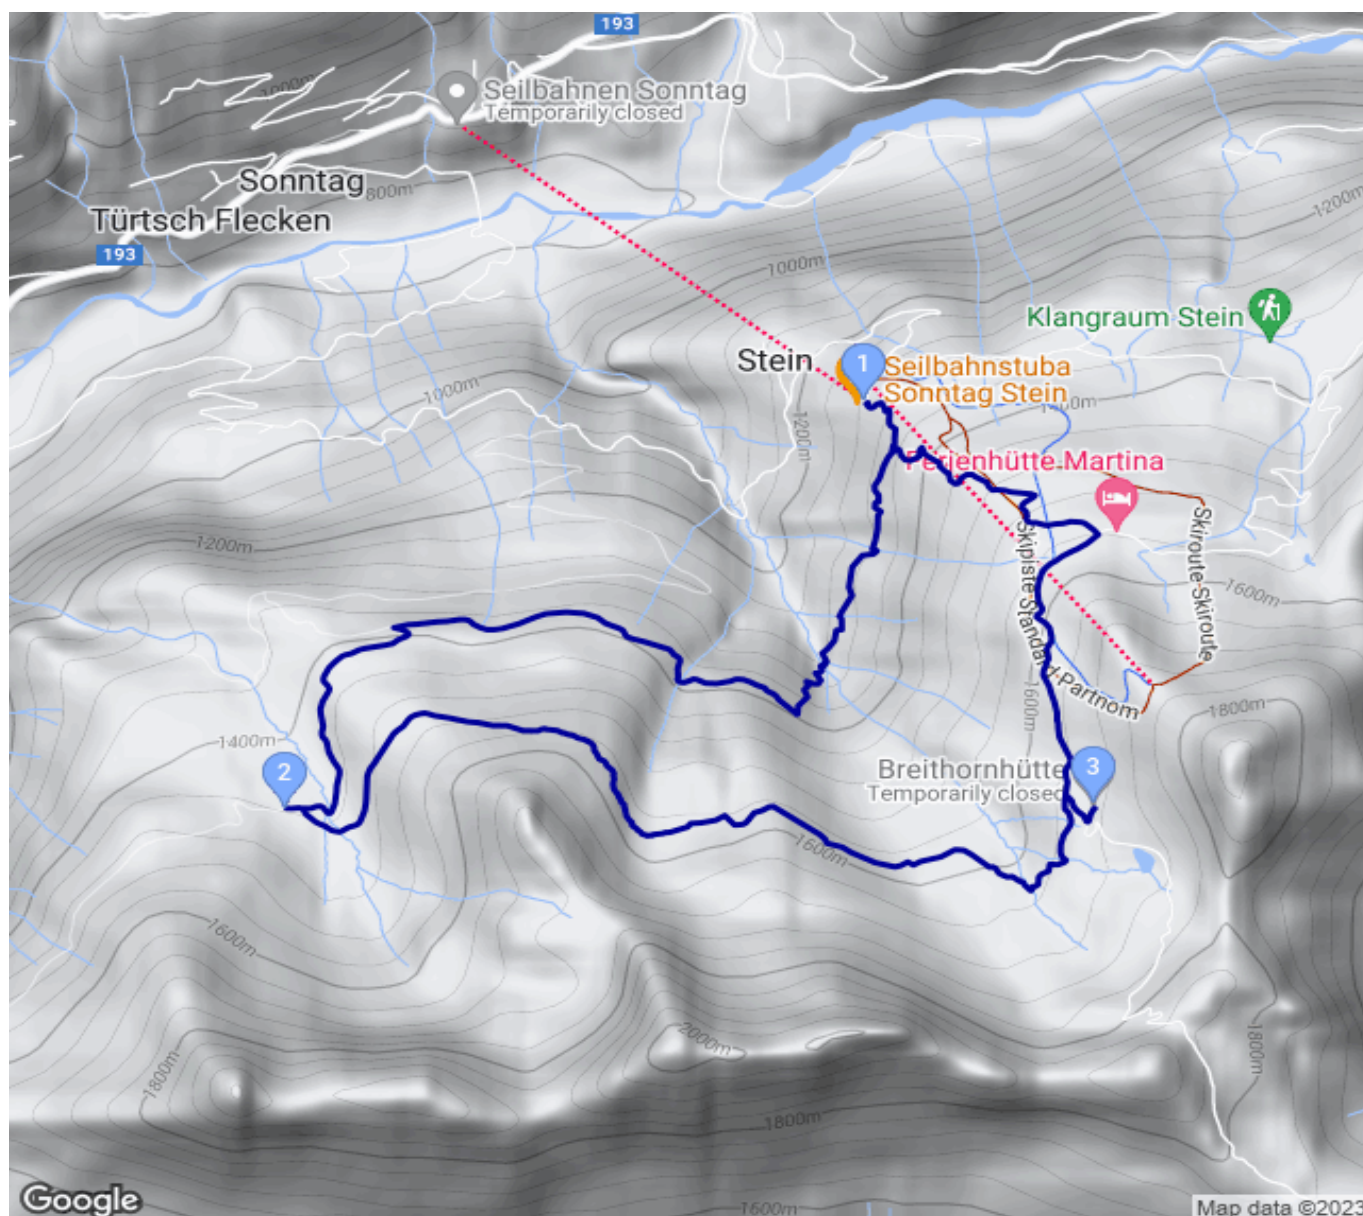 193
1000m
Seilbahnen Sonntag
Temporarily closed
Sonntag
800m
Türtsch Flecken
193
1200m
1000m
Klangraum Stein
Stein
1
Seilbahnstuba
Sonntag Stein
1000m
1200m
1400m
Ferienhütte Martina
1200m
Skipiste Standard Partnom
Skiroute Skiroute
1600m
1600m
1800m
1400m
2
Breithornhütte
Temporarily closed
3
1600m
1600m
2000m
1800m
1800m
1800m
1600m
Google
Map data ©2023